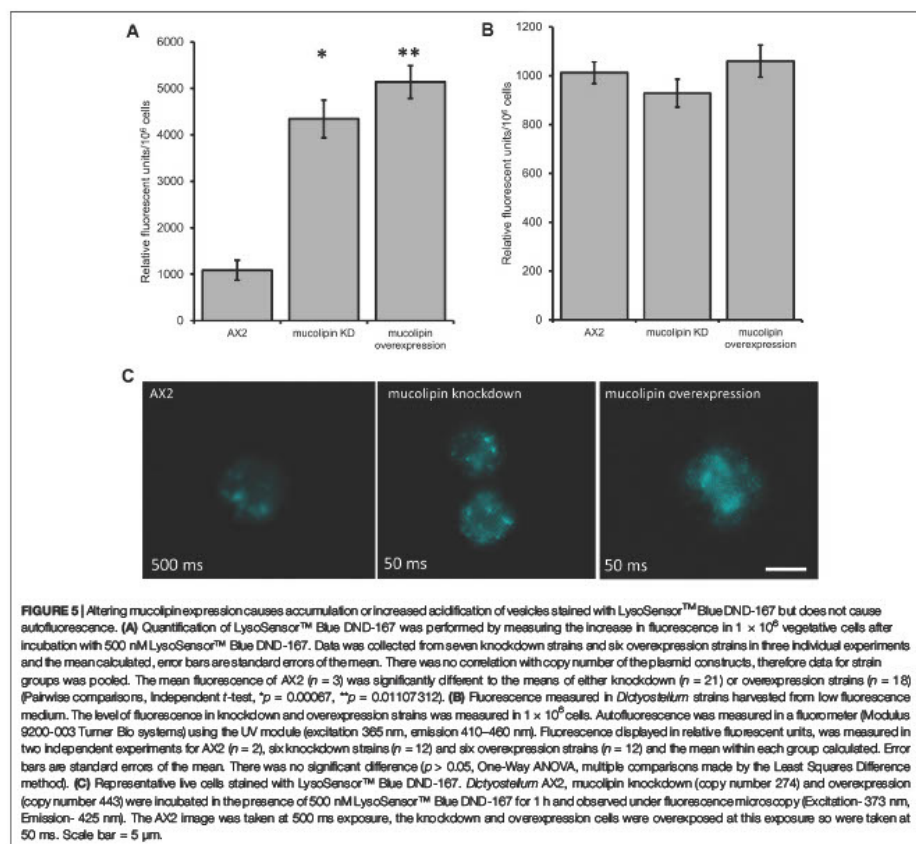 A
B
Relative fluorescent units/10⁶ cells
6000
5000
4000
3000
2000
1000
0
*
**
AX2
mucolipin KD
mucolipin
overexpression
Relative fluorescent units/10⁶ cells
1200
1000
800
600
400
200
0
AX2
mucolipin KD
mucolipin
overexpression
C
AX2
mucolipin knockdown
mucolipin overexpression
500 ms
50 ms
50 ms
FIGURE 5 | Altering mucolipin expression causes accumulation or increased acidification of vesicles stained with LysoSensor™ Blue DND-167 but does not cause
autofluorescence. (A) Quantification of LysoSensor™ Blue DND-167 was performed by measuring the increase in fluorescence in 1 × 10⁶ vegetative cells after
incubation with 500 nM LysoSensor™ Blue DND-167. Data was collected from seven knockdown strains and six overexpression strains in three individual experiments
and the mean calculated, error bars are standard errors of the mean. There was no correlation with copy number of the plasmid constructs, therefore data for strain
groups was pooled. The mean fluorescence of AX2 (n = 3) was significantly different to the means of either knockdown (n = 21) or overexpression strains (n = 18)
(Pairwise comparisons, Independent t-test, *p = 0.00067, **p = 0.01107312). (B) Fluorescence measured in Dictyostelium strains harvested from low fluorescence
medium. The level of fluorescence in knockdown and overexpression strains was measured in 1 × 10⁶ cells. Autofluorescence was measured in a fluorometer (Modulus
9200-003 Turner Bio systems) using the UV module (excitation 365 nm, emission 410–460 nm). Fluorescence displayed in relative fluorescent units, was measured in
two independent experiments for AX2 (n = 2), six knockdown strains (n = 12) and six overexpression strains (n = 12) and the mean within each group calculated. Error
bars are standard errors of the mean. There was no significant difference (p > 0.05, One-Way ANOVA, multiple comparisons made by the Least Squares Difference
method). (C) Representative live cells stained with LysoSensor™ Blue DND-167. Dictyostelium AX2, mucolipin knockdown (copy number 274) and overexpression
(copy number 443) were incubated in the presence of 500 nM LysoSensor™ Blue DND-167 for 1 h and observed under fluorescence microscopy (Excitation- 373 nm,
Emission- 425 nm). The AX2 image was taken at 500 ms exposure, the knockdown and overexpression cells were overexposed at this exposure so were taken at
50 ms. Scale bar = 5 μm.